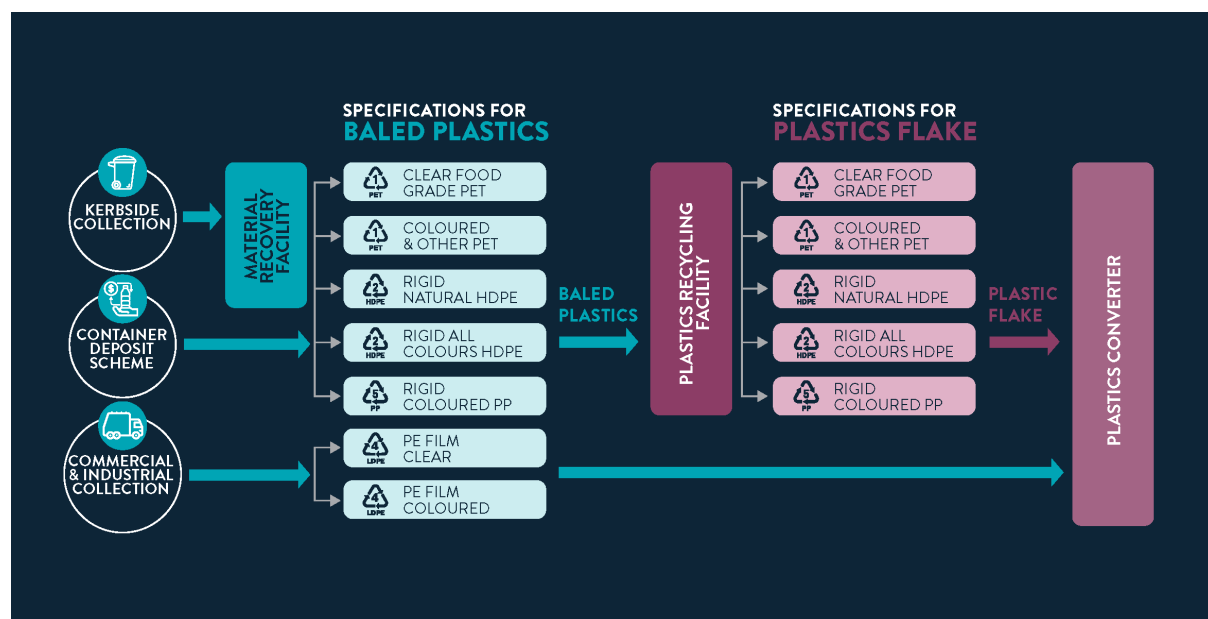 SPECIFICATIONS FOR
BALED PLASTICS
SPECIFICATIONS FOR
PLASTICS FLAKE
KERBSIDE
COLLECTION
$
CONTAINER
DEPOSIT
SCHEME
COMMERCIAL
& INDUSTRIAL
COLLECTION
MATERIAL
RECOVERY
FACILITY
1
PET
CLEAR FOOD
GRADE PET
1
PET
COLOURED
& OTHER PET
2
HDPE
RIGID
NATURAL HDPE
2
HDPE
RIGID ALL
COLOURS HDPE
5
PP
RIGID
COLOURED PP
4
LDPE
PE FILM
CLEAR
4
LDPE
PE FILM
COLOURED
BALED
PLASTICS
PLASTICS RECYCLING
FACILITY
1
PET
CLEAR FOOD
GRADE PET
1
PET
COLOURED
& OTHER PET
2
HDPE
RIGID
NATURAL HDPE
2
HDPE
RIGID ALL
COLOURS HDPE
5
PP
RIGID
COLOURED PP
PLASTIC
FLAKE
PLASTICS CONVERTER